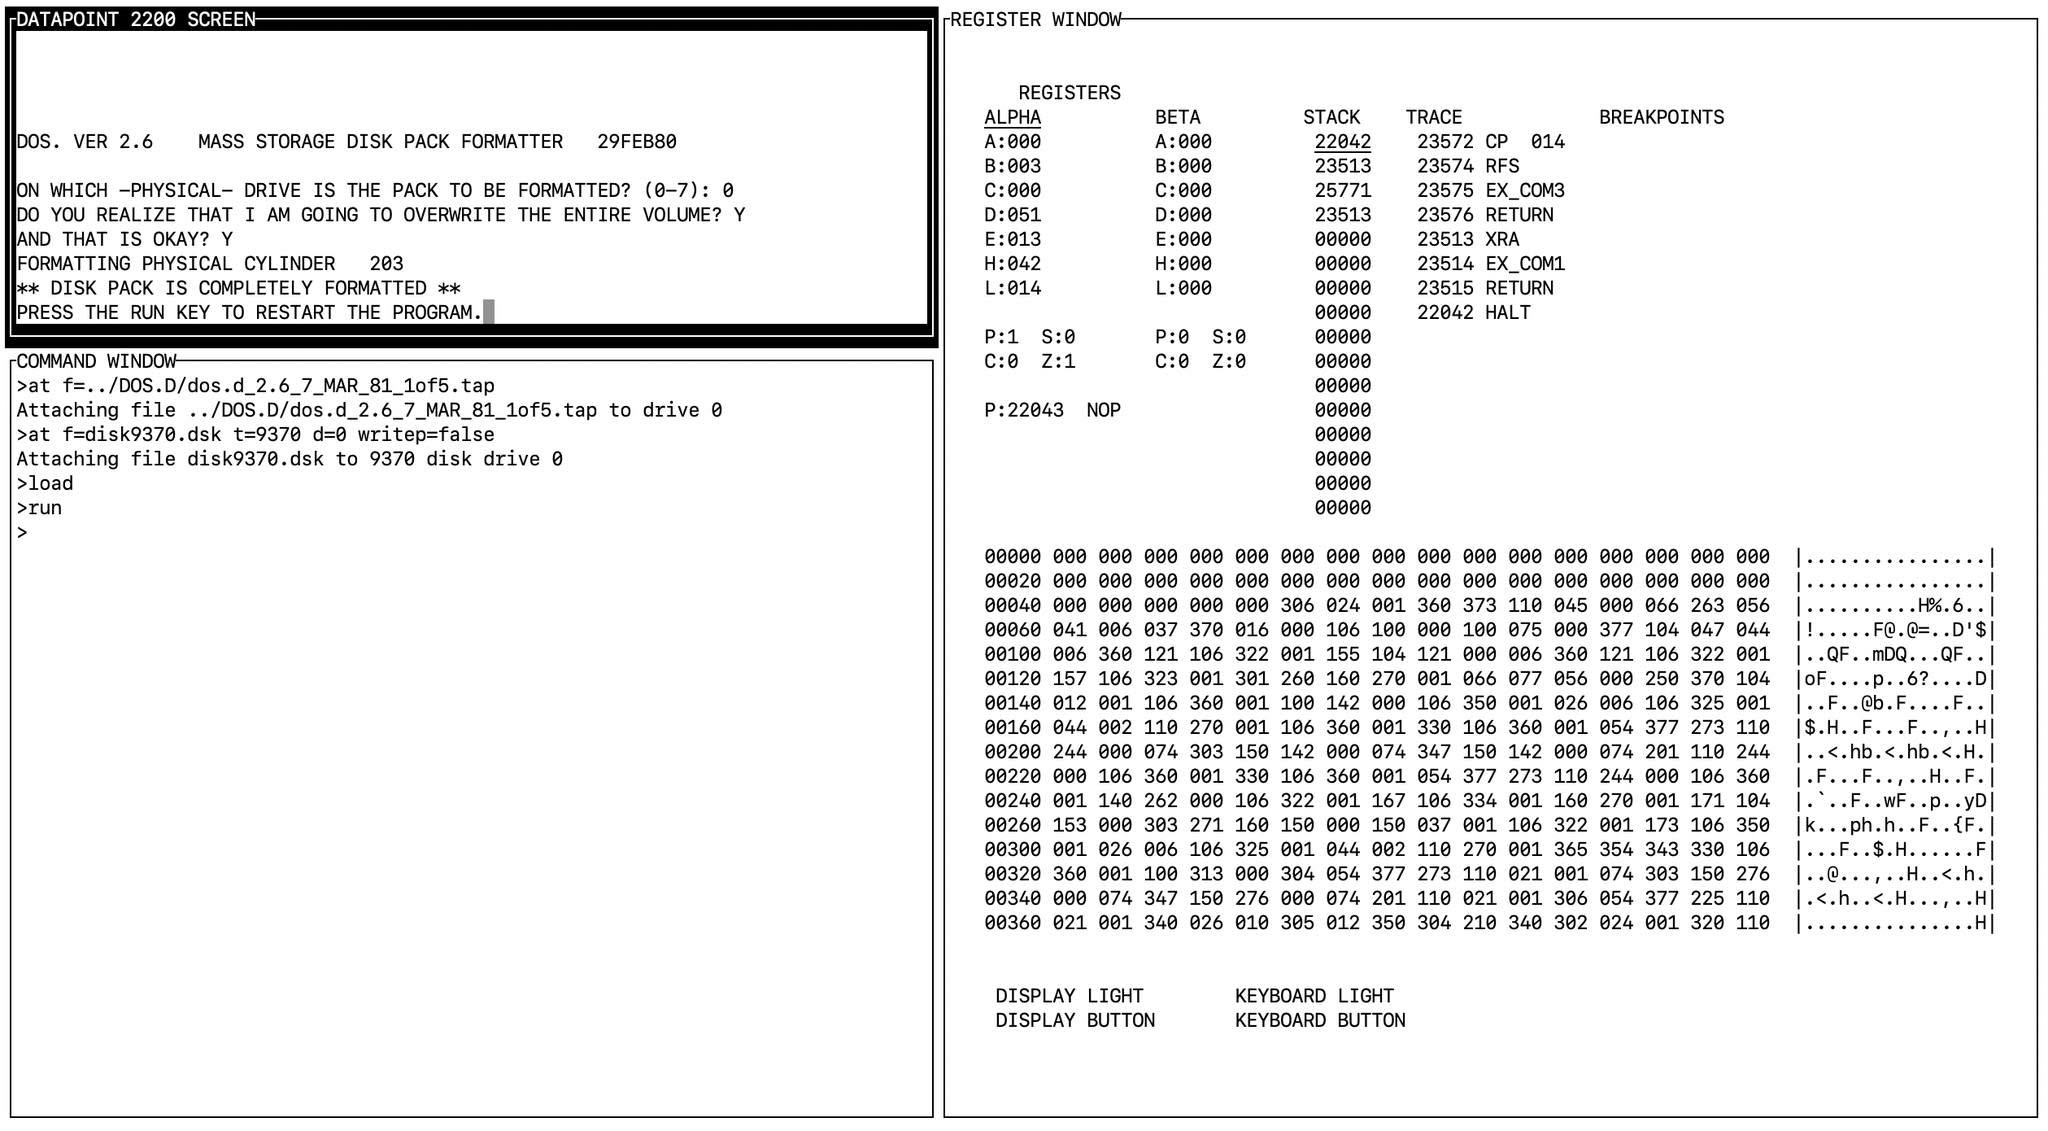 DATAPOINT 2200 SCREEN
DOS. VER 2.6    MASS STORAGE DISK PACK FORMATTER   29FEB80
ON WHICH -PHYSICAL- DRIVE IS THE PACK TO BE FORMATTED? (0-7): 0
DO YOU REALIZE THAT I AM GOING TO OVERWRITE THE ENTIRE VOLUME? Y
AND THAT IS OKAY? Y
FORMATTING PHYSICAL CYLINDER   203
** DISK PACK IS COMPLETELY FORMATTED **
PRESS THE RUN KEY TO RESTART THE PROGRAM.
COMMAND WINDOW
>at f=../DOS.D/dos.d_2.6_7_MAR_81_1of5.tap
Attaching file ../DOS.D/dos.d_2.6_7_MAR_81_1of5.tap to drive 0
>at f=disk9370.dsk t=9370 d=0 writep=false
Attaching file disk9370.dsk to 9370 disk drive 0
>load
>run
>
REGISTER WINDOW
REGISTERS
ALPHA          BETA         STACK    TRACE            BREAKPOINTS
A:000          A:000         22042    23572 CP  014
B:003          B:000         23513    23574 RFS
C:000          C:000         25771    23575 EX_COM3
D:051          D:000         23513    23576 RETURN
E:013          E:000         00000    23513 XRA
H:042          H:000         00000    23514 EX_COM1
L:014          L:000         00000    23515 RETURN
00000    22042 HALT
P:1  S:0       P:0  S:0      00000
C:0  Z:1       C:0  Z:0      00000
00000
P:22043  NOP                 00000
00000
00000
00000
00000
00000 000 000 000 000 000 000 000 000 000 000 000 000 000 000 000 000  |................|
00020 000 000 000 000 000 000 000 000 000 000 000 000 000 000 000 000  |................|
00040 000 000 000 000 000 306 024 001 360 373 110 045 000 066 263 056  |..........H%.6..|
00060 041 006 037 370 016 000 106 100 000 100 075 000 377 104 047 044  |!.....F@.@=..D'$|
00100 006 360 121 106 322 001 155 104 121 000 006 360 121 106 322 001  |..QF..mDQ...QF..|
00120 157 106 323 001 301 260 160 270 001 066 077 056 000 250 370 104  |oF....p..6?....D|
00140 012 001 106 360 001 100 142 000 106 350 001 026 006 106 325 001  |..F..@b.F....F..|
00160 044 002 110 270 001 106 360 001 330 106 360 001 054 377 273 110  |$.H..F...F..,..H|
00200 244 000 074 303 150 142 000 074 347 150 142 000 074 201 110 244  |..<.hb.<.hb.<.H.|
00220 000 106 360 001 330 106 360 001 054 377 273 110 244 000 106 360  |.F...F..,..H..F.|
00240 001 140 262 000 106 322 001 167 106 334 001 160 270 001 171 104  |.`..F..wF..p..yD|
00260 153 000 303 271 160 150 000 150 037 001 106 322 001 173 106 350  |k...ph.h..F..{F.|
00300 001 026 006 106 325 001 044 002 110 270 001 365 354 343 330 106  |...F..$.H......F|
00320 360 001 100 313 000 304 054 377 273 110 021 001 074 303 150 276  |..@...,..H..<.h.|
00340 000 074 347 150 276 000 074 201 110 021 001 306 054 377 225 110  |.<.h..<.H...,..H|
00360 021 001 340 026 010 305 012 350 304 210 340 302 024 001 320 110  |...............H|
DISPLAY LIGHT        KEYBOARD LIGHT
DISPLAY BUTTON       KEYBOARD BUTTON